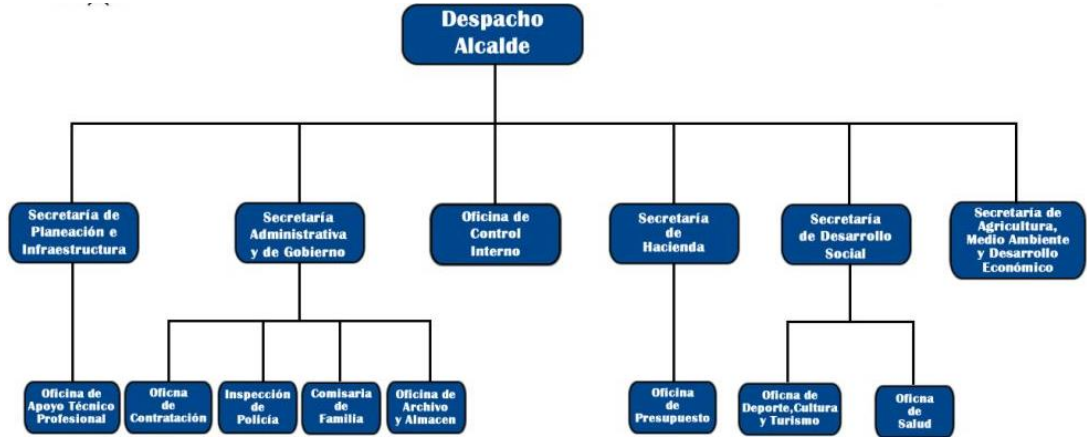 Despacho
Alcalde
Secretaría de
Planeación e
Infraestructura
Secretaría
Administrativa
y de Gobierno
Oficina de
Control
Interno
Secretaría
de
Hacienda
Secretaría
de Desarrollo
Social
Secretaría de
Agricultura,
Medio Ambiente
y Desarrollo
Económico
Oficina de
Apoyo Técnico
Profesional
Oficna
de
Contratación
Inspección
de
Policía
Comisaria
de
Familia
Oficina de
Archivo
y Almacen
Oficina
de
Presupuesto
Oficna de
Deporte,Cultura
y Turismo
Oficna
de
Salud